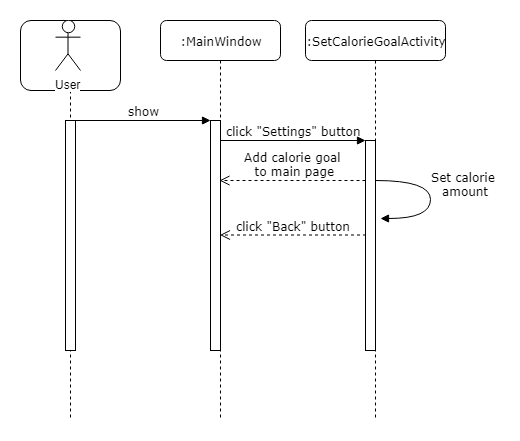 User
:MainWindow
:SetCalorieGoalActivity
show
click "Settings" button
Add calorie goal
to main page
Set calorie
amount
click "Back" button